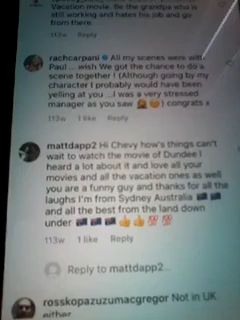 Vacation movie. Be the grandpa who is
still working and hates his job and go
from there.
112w Reply
rachcarpani All my scenes were with
Paul ... wish We got the chance to do a
scene together ! (Although going by my
character I probably would have been
yelling at you ...I was a very stressed
manager as you saw 🤦 😊) congrats x
113w 1 like Reply
mattdapp2 Hi Chevy how's things can't
wait to watch the movie of Dundee I
heard a lot about it and love all your
movies and all the vacation ones as well
you are a funny guy and thanks for all the
laughs I'm from Sydney Australia 🇦🇺 🇦🇺
and all the best from the land down
under 🇦🇺 🇦🇺 🇦🇺 👍👍💯💯
113w 1 like Reply
Reply to mattdapp2...
rosskopazuzumacgregor Not in UK
either